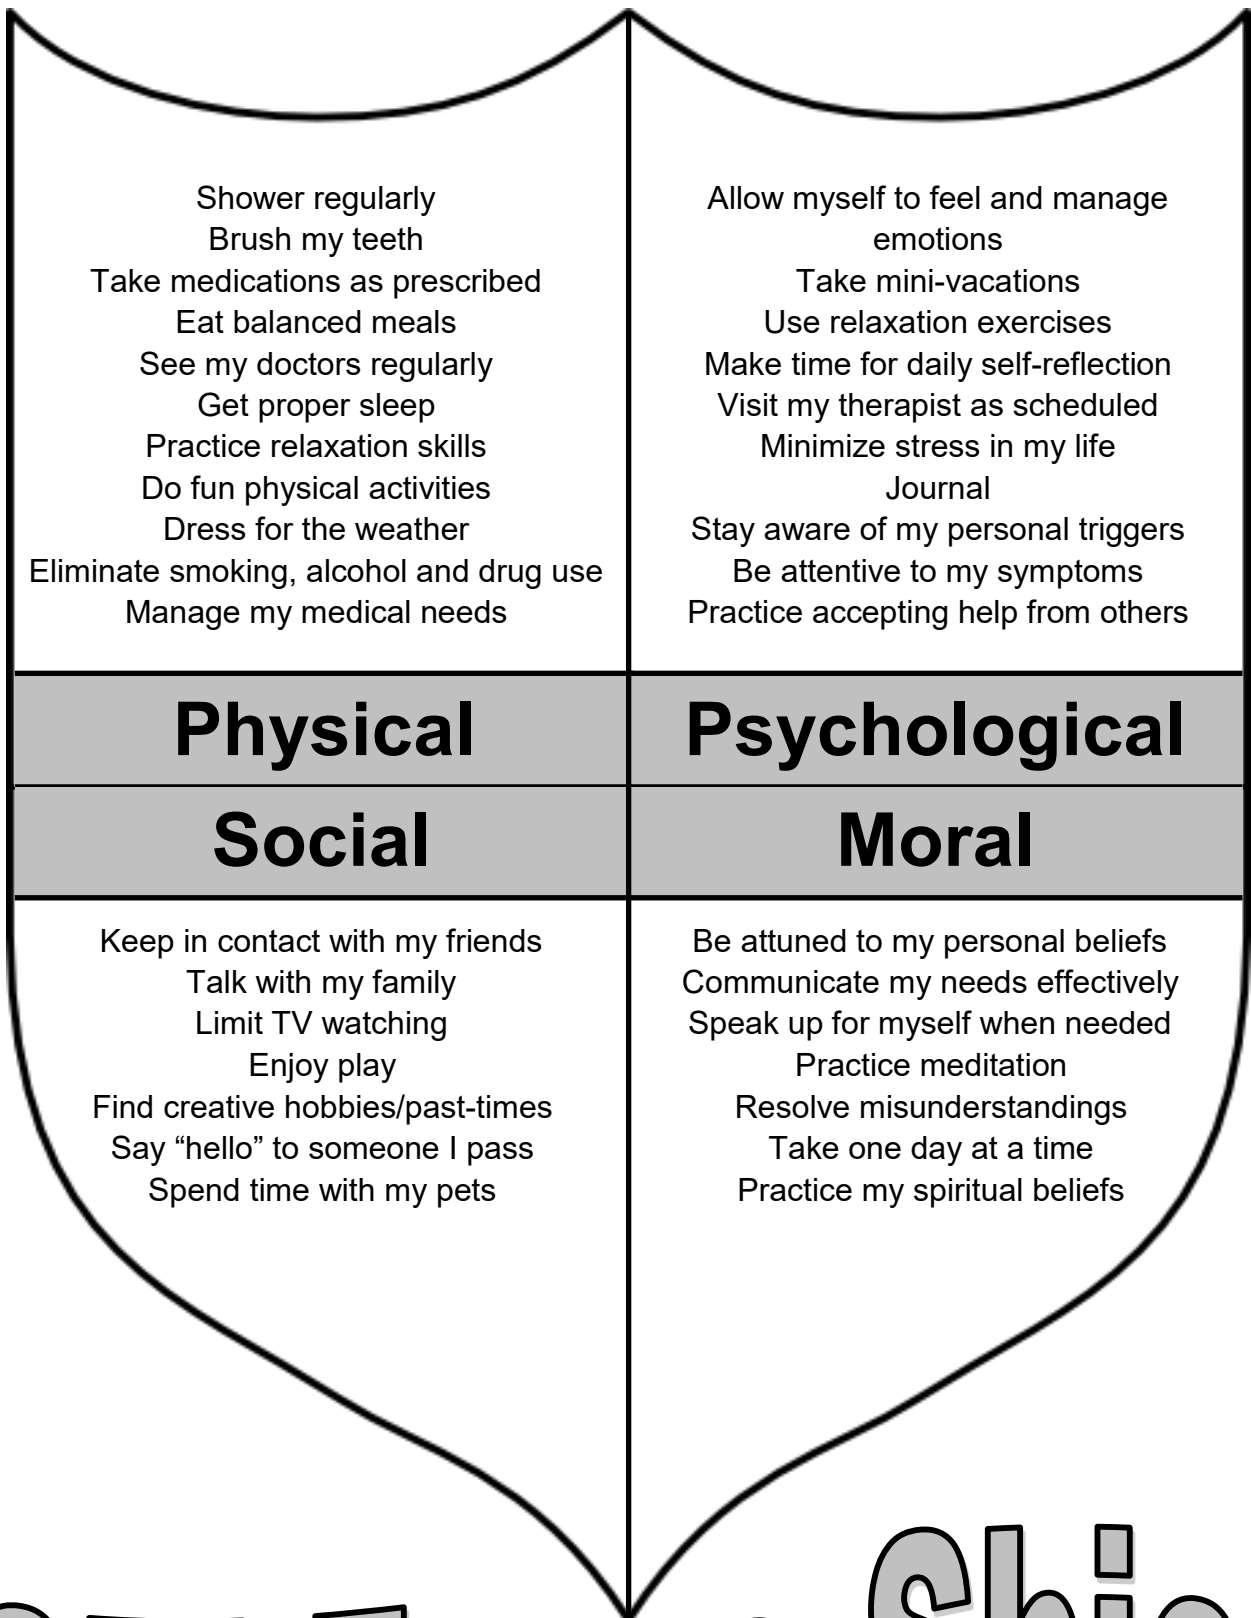 Shower regularly
Brush my teeth
Take medications as prescribed
Eat balanced meals
See my doctors regularly
Get proper sleep
Practice relaxation skills
Do fun physical activities
Dress for the weather
Eliminate smoking, alcohol and drug use
Manage my medical needs
Allow myself to feel and manage
emotions
Take mini-vacations
Use relaxation exercises
Make time for daily self-reflection
Visit my therapist as scheduled
Minimize stress in my life
Journal
Stay aware of my personal triggers
Be attentive to my symptoms
Practice accepting help from others
Physical
Psychological
Social
Moral
Keep in contact with my friends
Talk with my family
Limit TV watching
Enjoy play
Find creative hobbies/past-times
Say “hello” to someone I pass
Spend time with my pets
Be attuned to my personal beliefs
Communicate my needs effectively
Speak up for myself when needed
Practice meditation
Resolve misunderstandings
Take one day at a time
Practice my spiritual beliefs